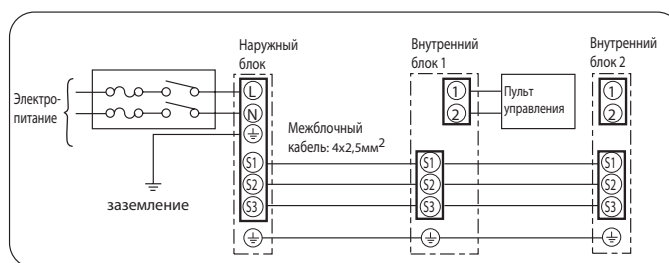 Наружный
блок
Внутренний
блок 1
Внутренний
блок 2
Электро-
питание
L
N
1
2
Пульт
управления
1
2
Межблочный
кабель: 4х2,5мм2
заземление
S1
S2
S3
S1
S2
S3
S1
S2
S3